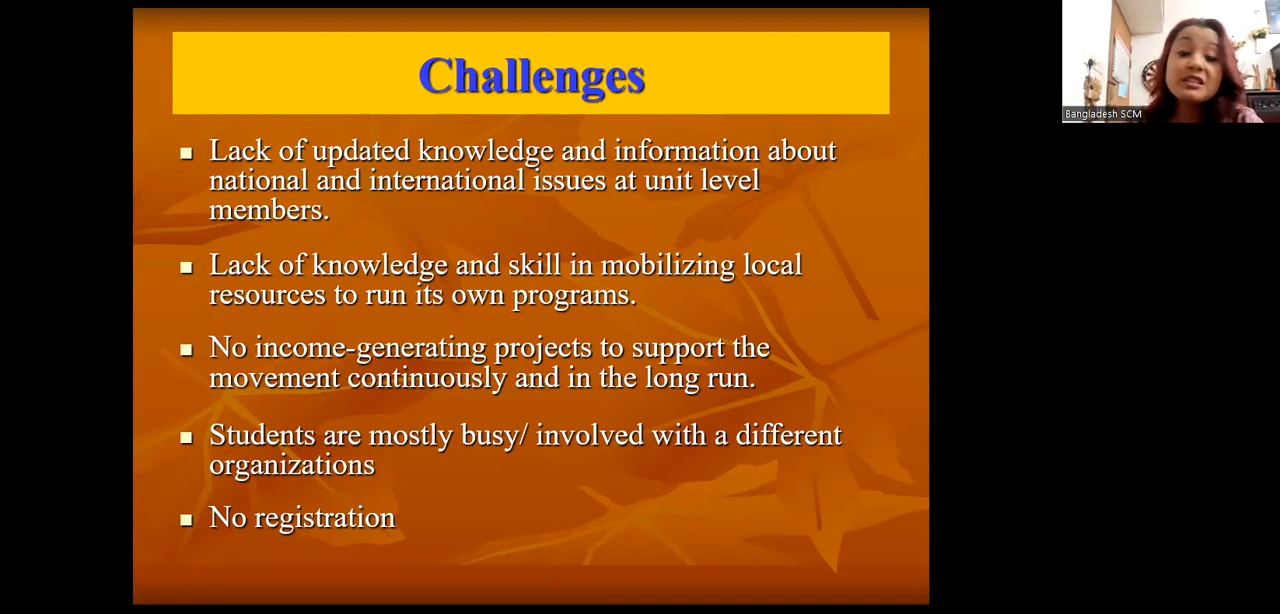 Challenges
Lack of updated knowledge and information about
national and international issues at unit level
members.
Lack of knowledge and skill in mobilizing local
resources to run its own programs.
No income-generating projects to support the
movement continuously and in the long run.
Students are mostly busy/ involved with a different
organizations
No registration
Bangladesh SCM